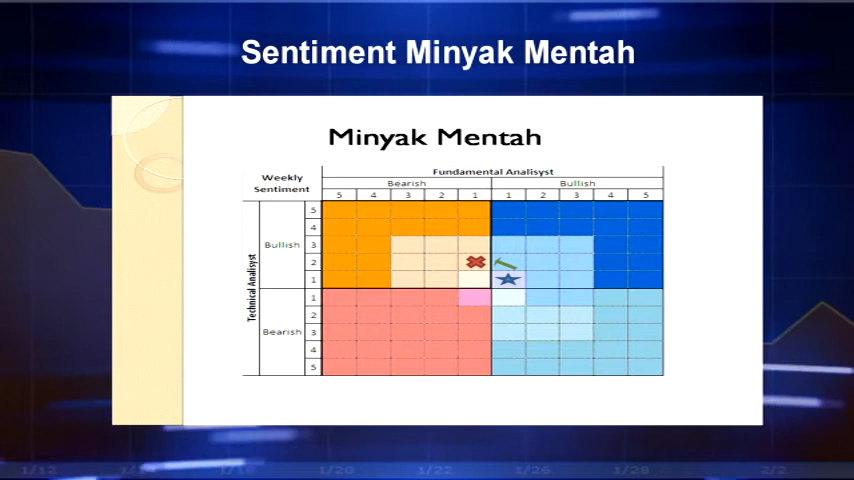 Sentiment Minyak Mentah
Minyak Mentah
Weekly Sentiment
Fundamental Analisyst
Bearish Bullish
5 4 3 2 1 1 2 3 4 5
Technical Analisyst
Bullish
5
4
3
2
1
Bearish
1
2
3
4
5
1/12 1/20 1/22 1/26 1/28 2/2